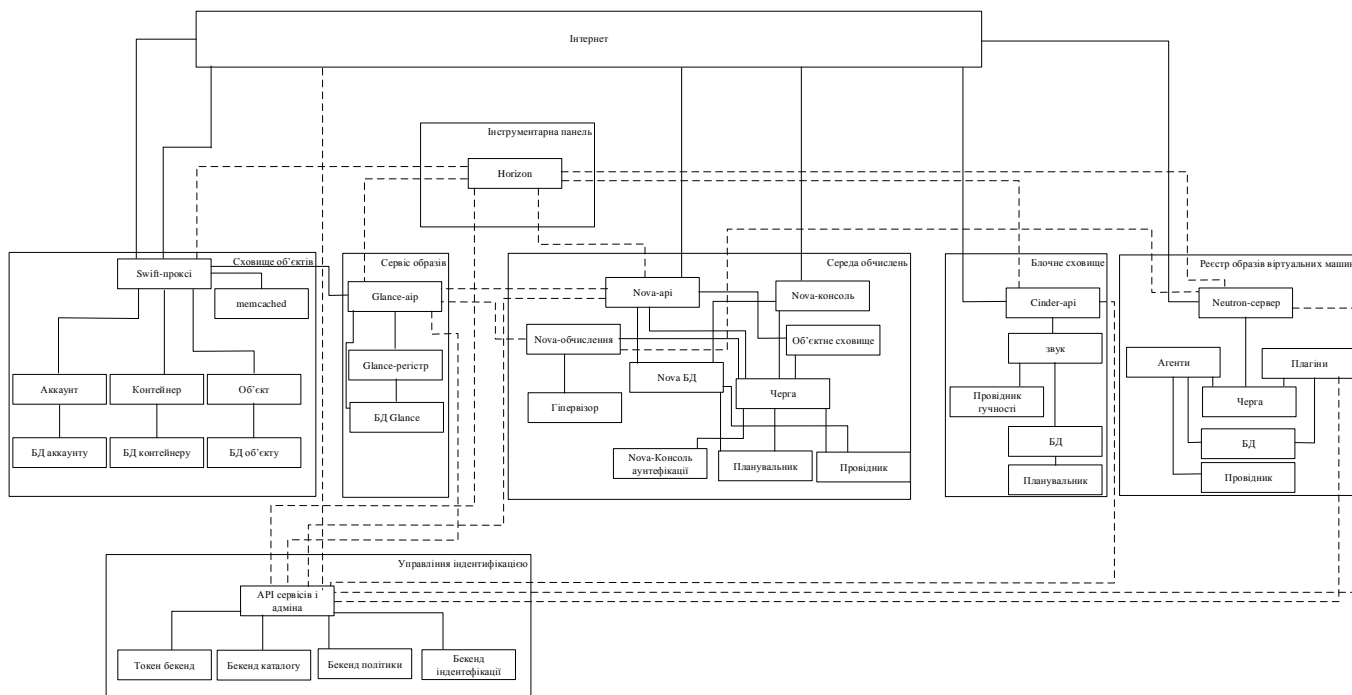 Інтернет
Інструментарна панель
Horizon
Сховище об’єктів
Swift-проксі
memcached
Аккаунт
Контейнер
Об’єкт
БД аккаунту
БД контейнеру
БД об’єкту
Сервіс образів
Glance-aip
Glance-регістр
БД Glance
Середа обчислень
Nova-api
Nova-консоль
Nova-обчислення
Об’єктне сховище
Nova БД
Черга
Гіпервізор
Nova-Консоль
аунтефікації
Планувальник
Провідник
Блочне сховище
Cinder-api
звук
Провідник
гучності
БД
Планувальник
Реєстр образів віртуальних машин
Neutron-сервер
Агенти
Плагіни
Черга
БД
Провідник
Управління індентифікацією
API сервісів і
адміна
Токен бекенд
Бекенд каталогу
Бекенд політики
Бекенд
індентефікації